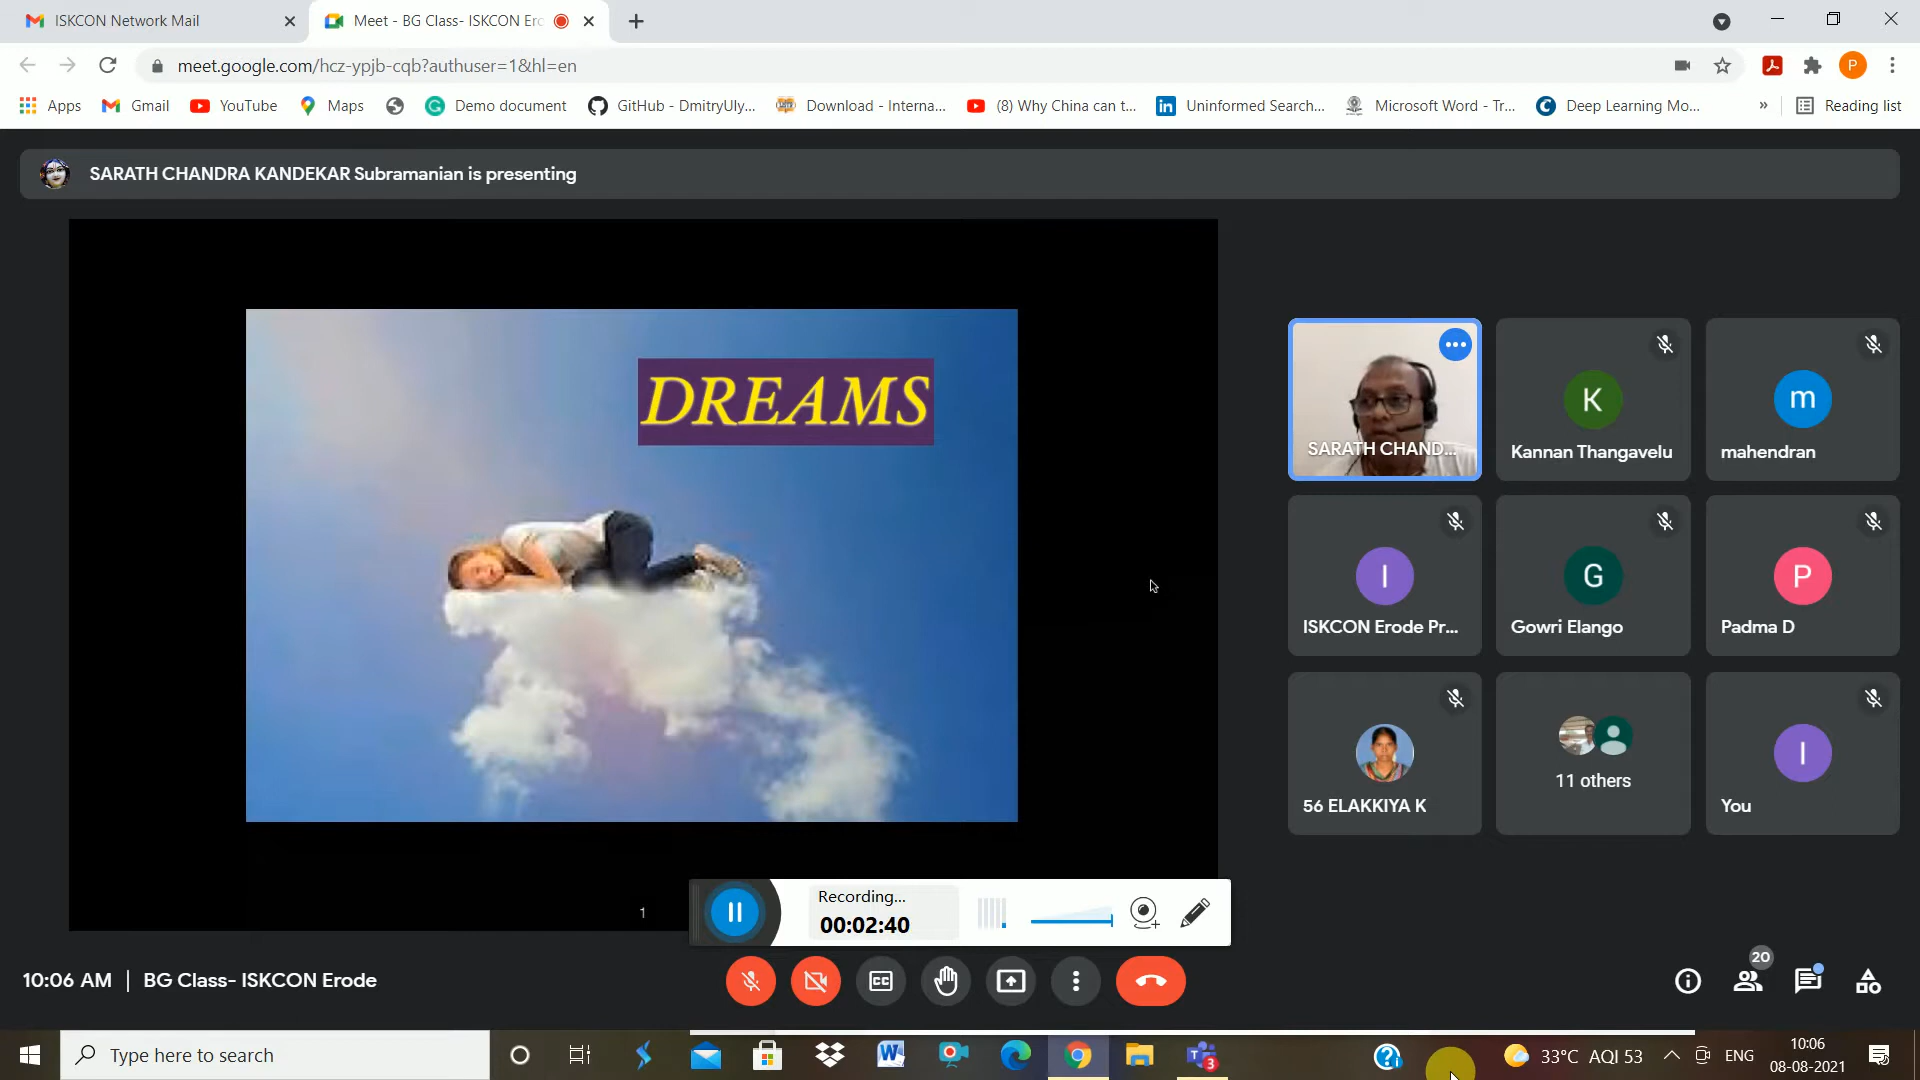 ISKCON Network Mail
Meet - BG Class- ISKCON Erc
meet.google.com/hcz-ypjb-cqb?authuser=1&hl=en
P
Apps Gmail YouTube Maps Demo document GitHub - DmitryUly... Download - Interna... (8) Why China can t... Uninformed Search... Microsoft Word - Tr... Deep Learning Mo... » Reading list
SARATH CHANDRA KANDEKAR Subramanian is presenting
DREAMS
SARATH CHAND...
K
Kannan Thangavelu
m
mahendran
I
ISKCON Erode Pr...
G
Gowri Elango
P
Padma D
56 ELAKKIYA K
11 others
I
You
1
Recording...
00:02:40
10:06 AM | BG Class- ISKCON Erode
20
Type here to search
3
33°C AQI 53
ENG
10:06
08-08-2021